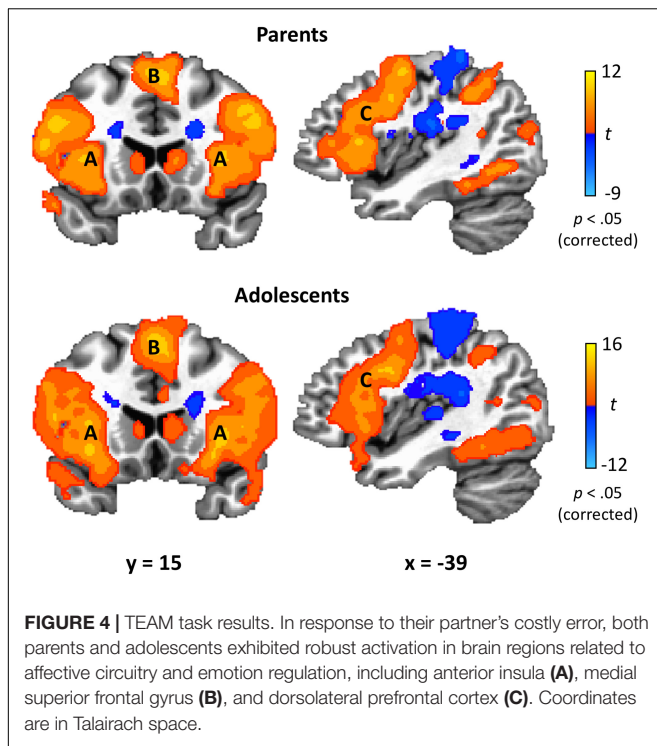 Parents
B
A
A
C
12
t
-9
p < .05
(corrected)
Adolescents
B
A
A
C
16
t
-12
p < .05
(corrected)
y = 15
x = -39
FIGURE 4 | TEAM task results. In response to their partner’s costly error, both
parents and adolescents exhibited robust activation in brain regions related to
affective circuitry and emotion regulation, including anterior insula (A), medial
superior frontal gyrus (B), and dorsolateral prefrontal cortex (C). Coordinates
are in Talairach space.